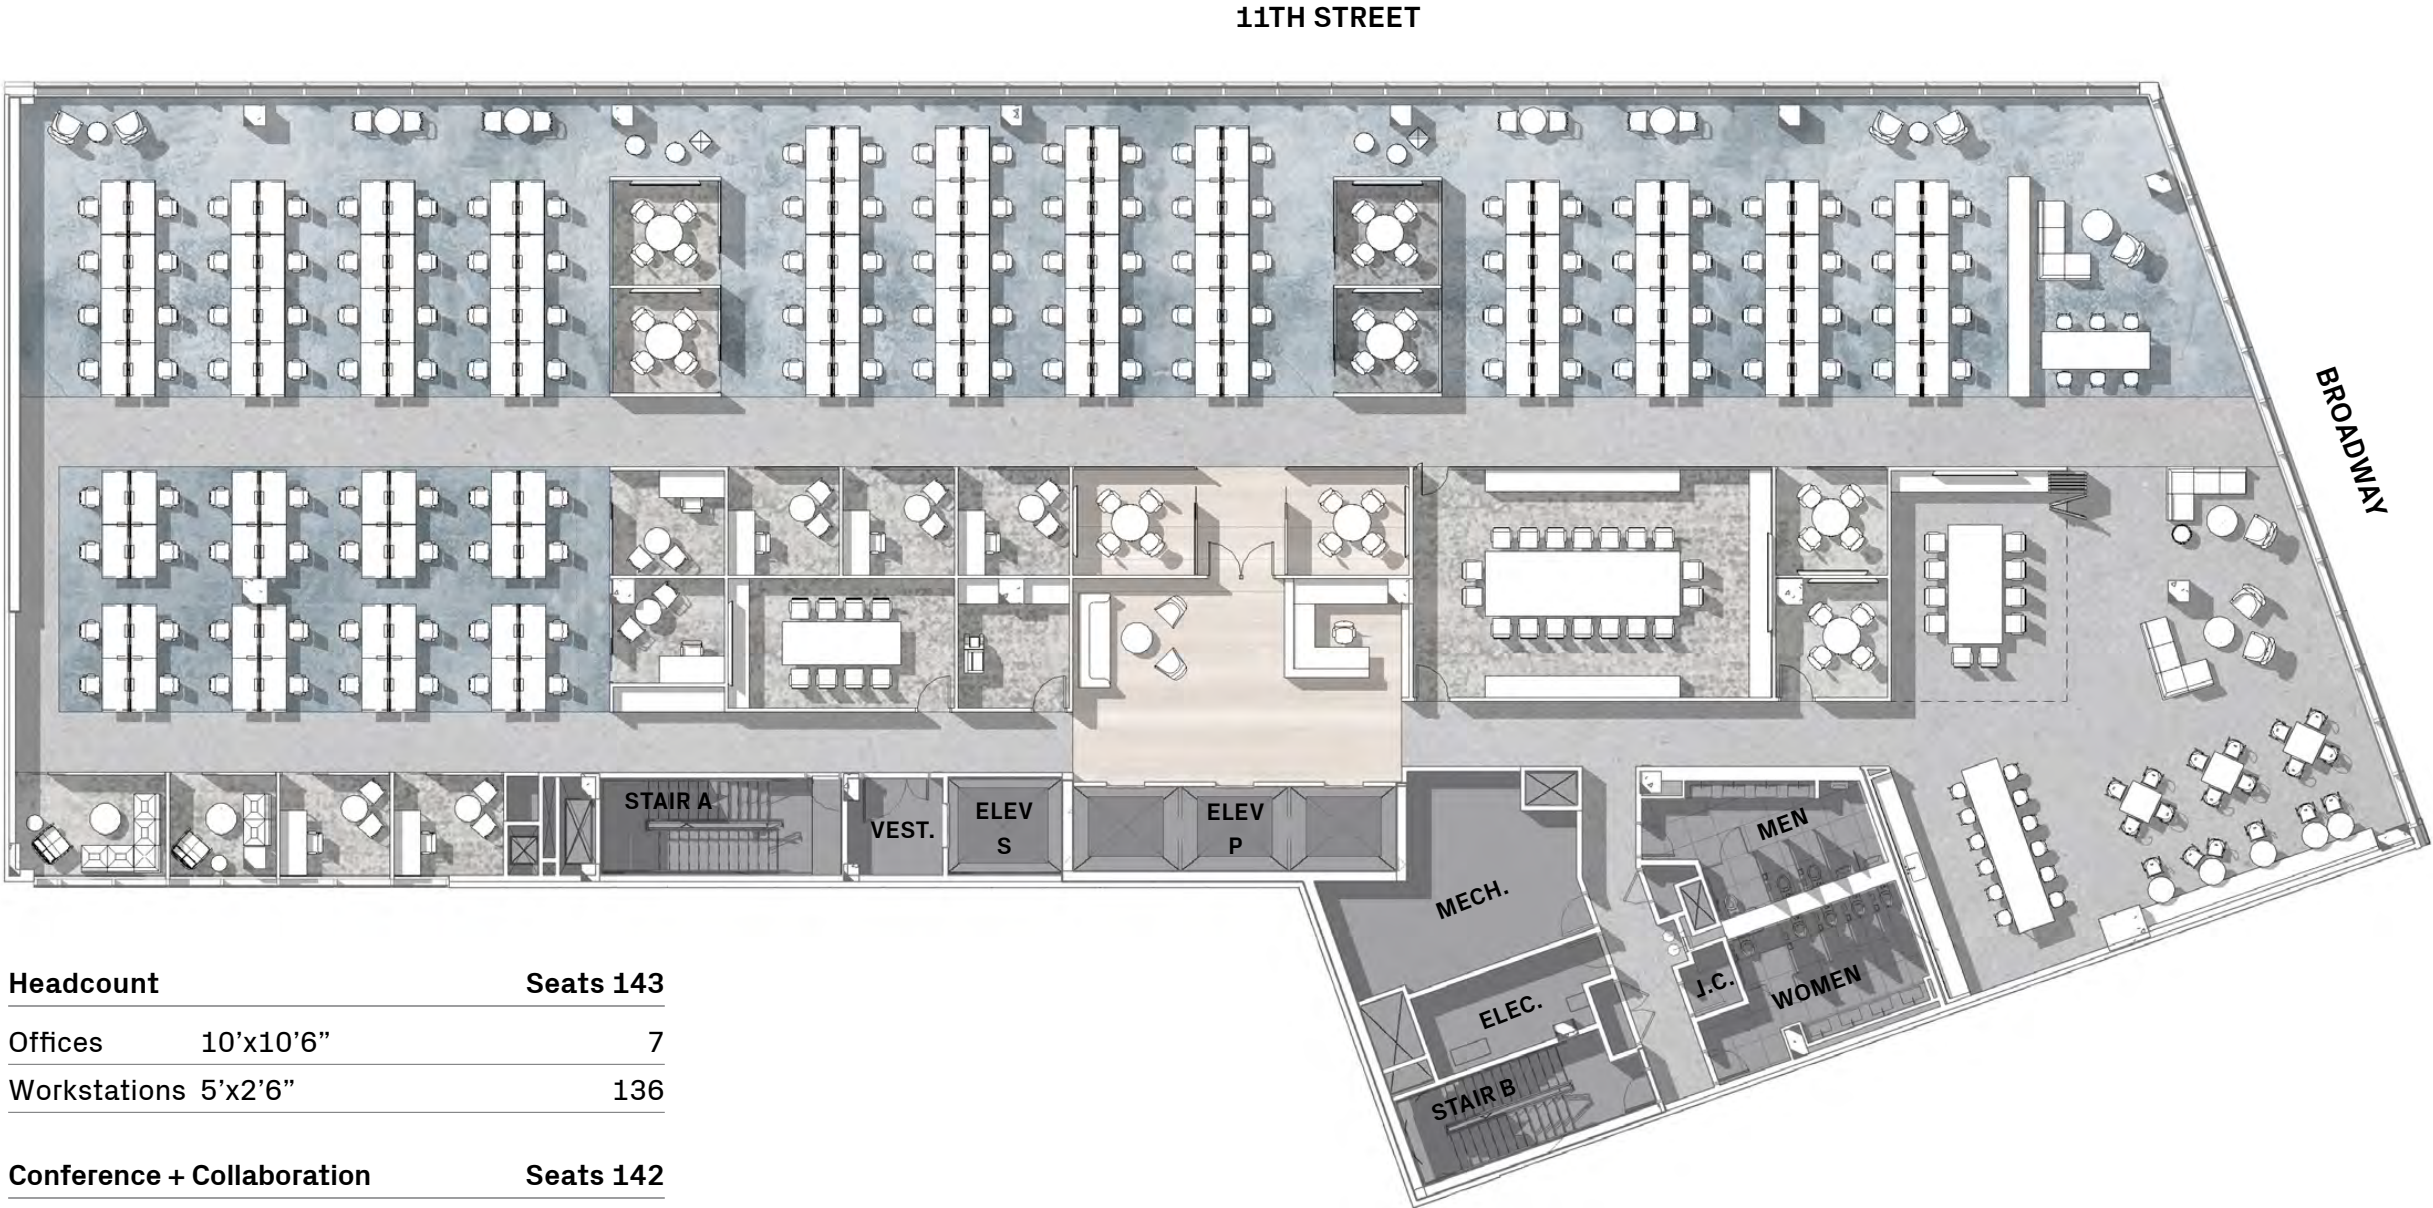 11TH STREET
BROADWAY
STAIR A
VEST.
ELEV
S
ELEV
P
MEN
MECH.
J.C.
WOMEN
ELEC.
STAIR B
Headcount Seats 143
Offices 10’x10’6” 7
Workstations 5’x2’6” 136
Conference + Collaboration Seats 142